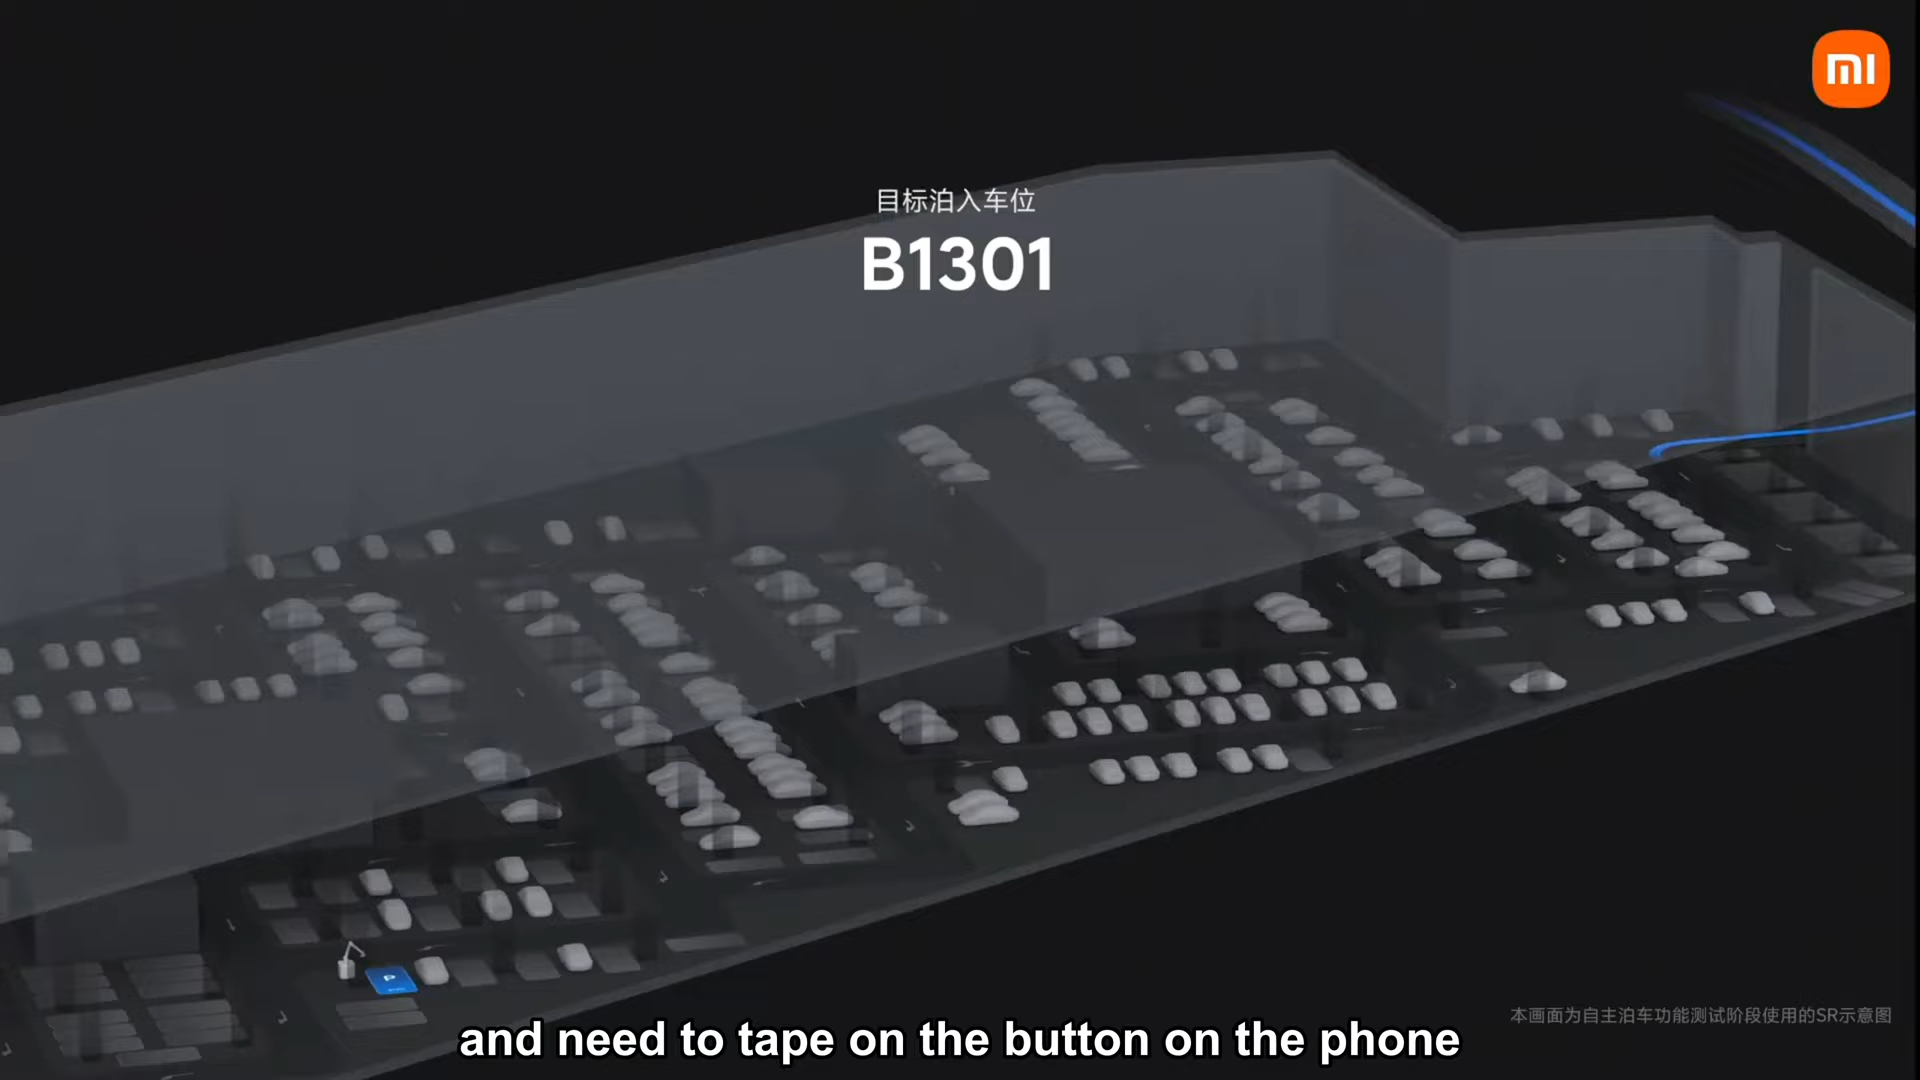 mi
目标泊入车位
B1301
P
本画面为自主泊车功能测试阶段使用的SR示意图
and need to tape on the button on the phone